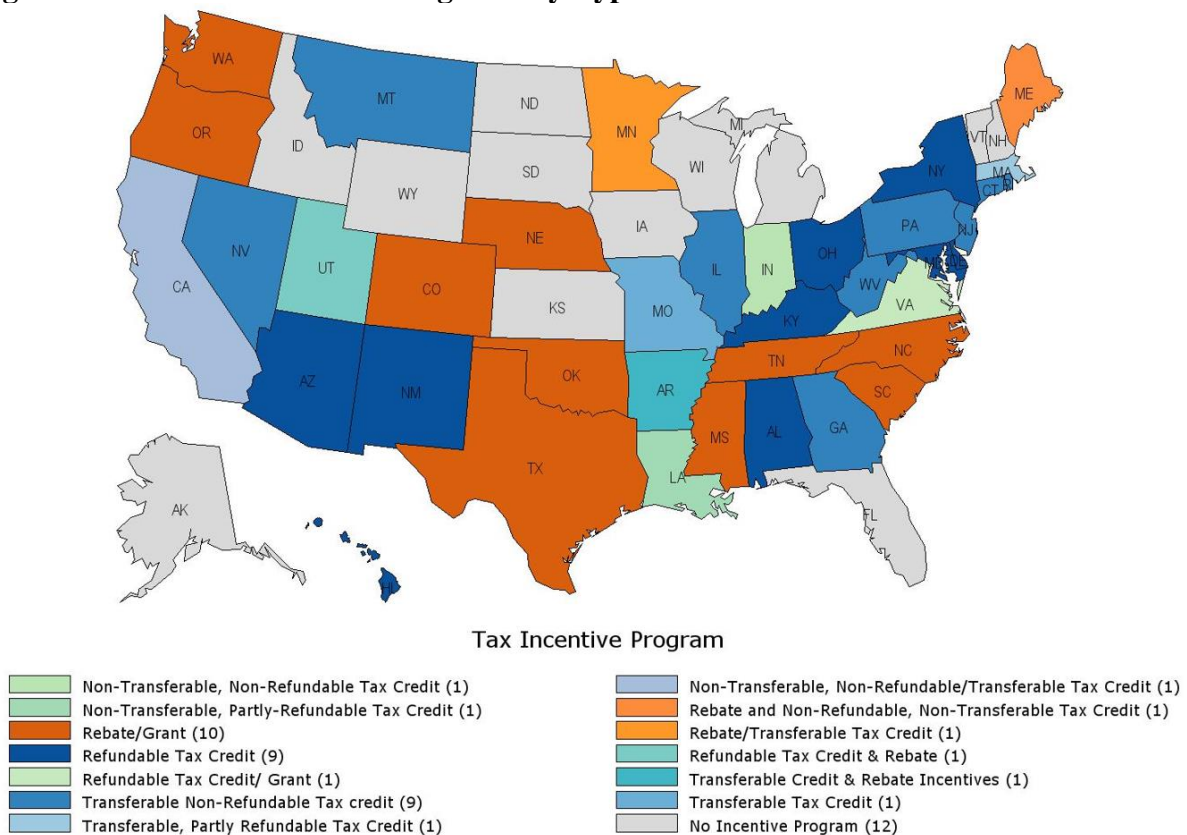 WA
MT
ND
MN
MI
ME
OR
ID
SD
WI
VT
NH
WY
NY
MA
CT
RI
NV
UT
NE
IA
PA
NJ
CA
CO
KS
MO
IL
IN
OH
WV
MD
DE
VA
KY
AZ
NM
OK
AR
TN
NC
SC
TX
LA
MS
AL
GA
FL
AK
HI
Tax Incentive Program
Non-Transferable, Non-Refundable Tax Credit (1)
Non-Transferable, Partly-Refundable Tax Credit (1)
Rebate/Grant (10)
Refundable Tax Credit (9)
Refundable Tax Credit/ Grant (1)
Transferable Non-Refundable Tax credit (9)
Transferable, Partly Refundable Tax Credit (1)
Non-Transferable, Non-Refundable/Transferable Tax Credit (1)
Rebate and Non-Refundable, Non-Transferable Tax Credit (1)
Rebate/Transferable Tax Credit (1)
Refundable Tax Credit & Rebate (1)
Transferable Credit & Rebate Incentives (1)
Transferable Tax Credit (1)
No Incentive Program (12)